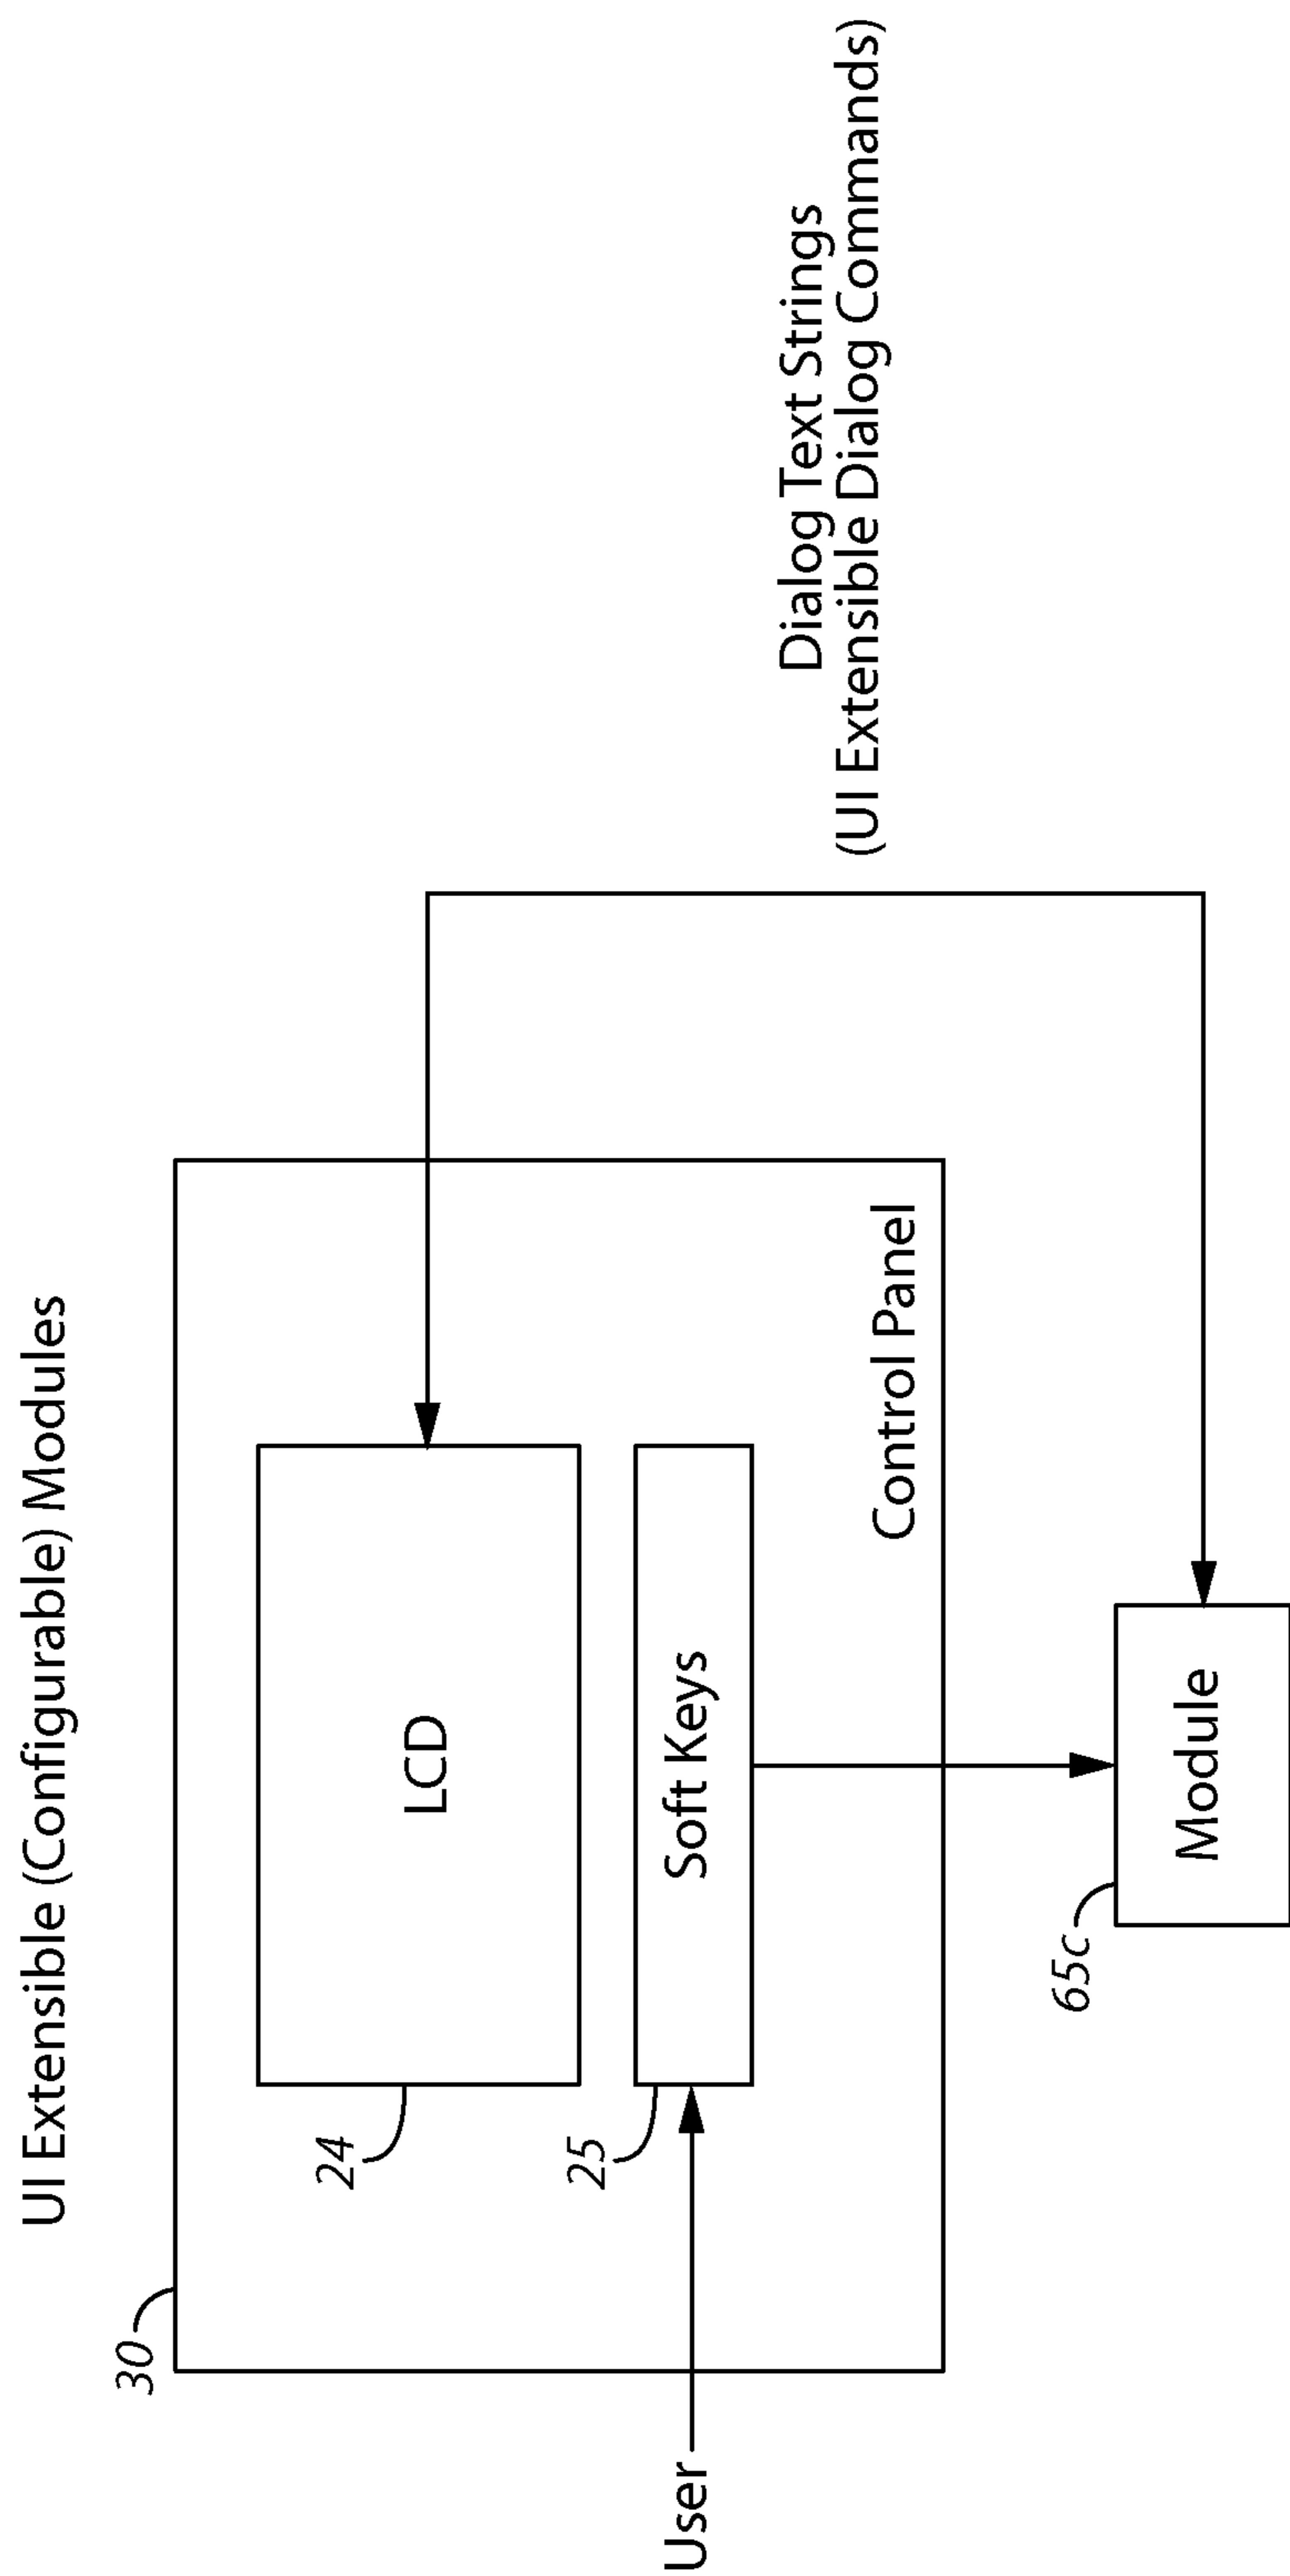 UI Extensible (Configurable) Modules
30
24
LCD
25
Soft Keys
User
Control Panel
Dialog Text Strings
(UI Extensible Dialog Commands)
65c
Module